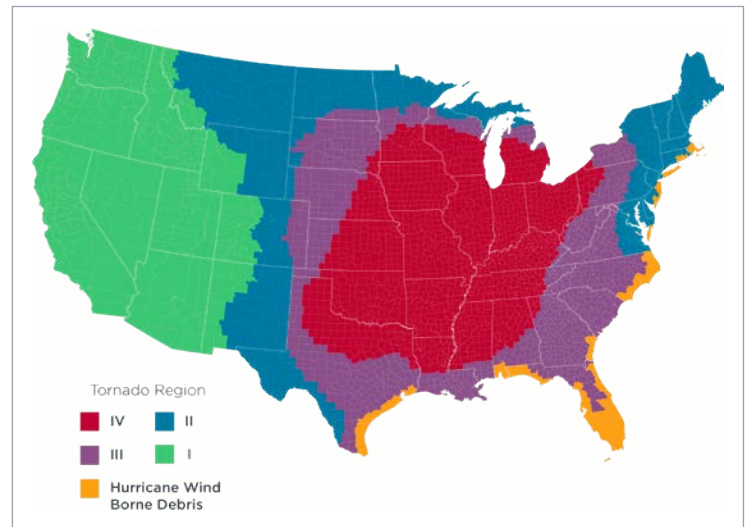 Tornado Region
IV
II
III
I
Hurricane Wind
Borne Debris